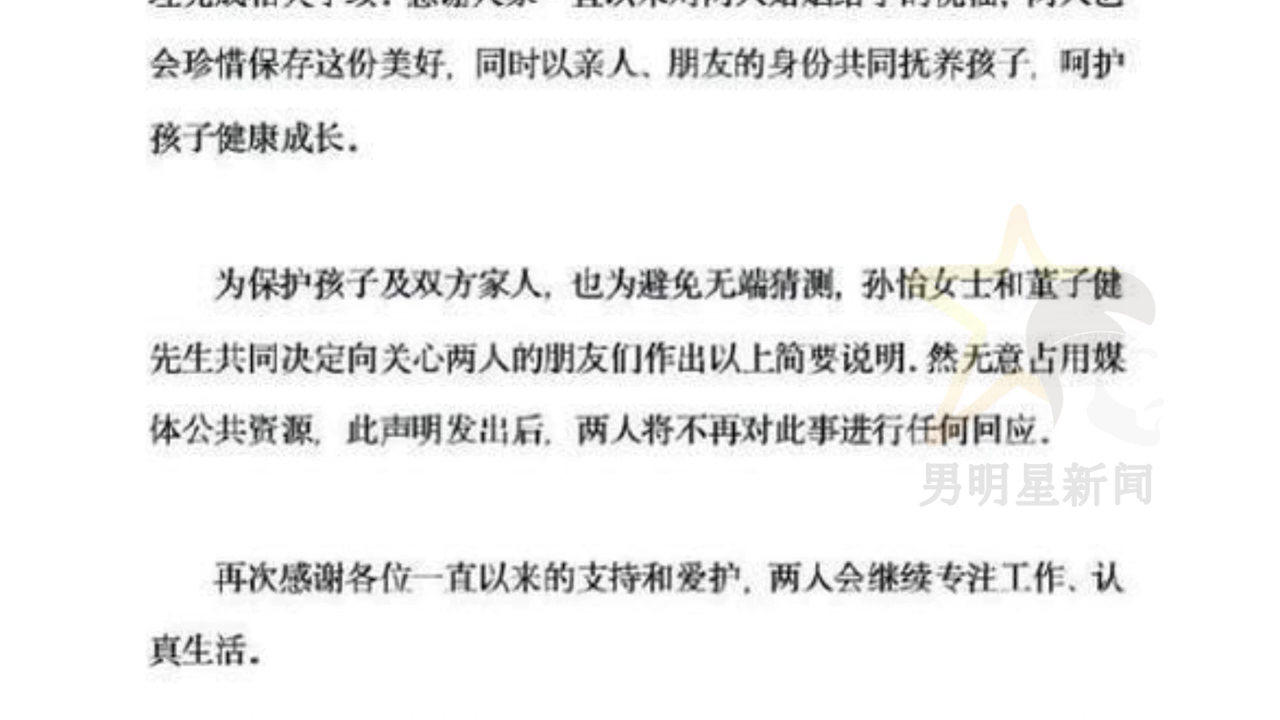 会珍惜保存这份美好，同时以亲人、朋友的身份共同抚养孩子，呵护
孩子健康成长。
为保护孩子及双方家人，也为避免无端猜测，孙怡女士和董子健
先生共同决定向关心两人的朋友们作出以上简要说明.然无意占用媒
体公共资源，此声明发出后，两人将不再对此事进行任何回应.
男明星新闻
再次感谢各位一直以来的支持和爱护，两人会继续专注工作、认
真生活。